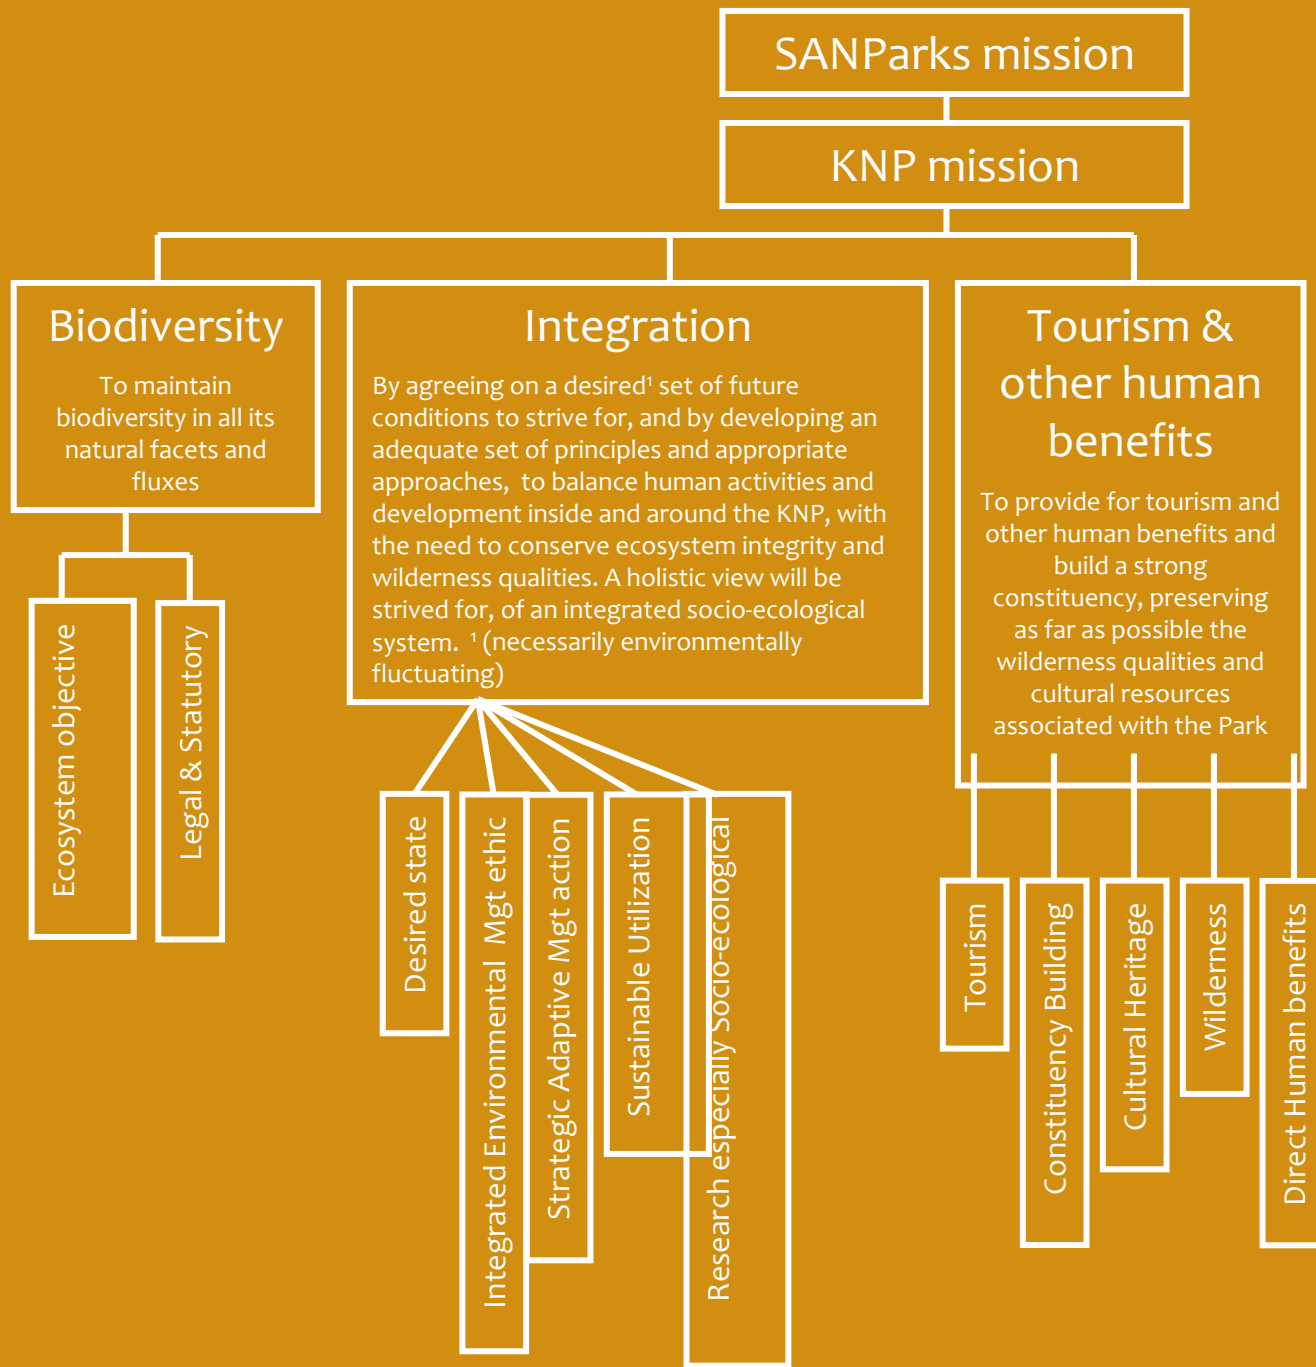 SANParks mission
KNP mission
Biodiversity
To maintain
biodiversity in all its
natural facets and
fluxes
Integration
By agreeing on a desired¹ set of future
conditions to strive for, and by developing an
adequate set of principles and appropriate
approaches,  to balance human activities and
development inside and around the KNP, with
the need to conserve ecosystem integrity and
wilderness qualities. A holistic view will be
strived for, of an integrated socio-ecological
system.  ¹ (necessarily environmentally
fluctuating)
Tourism &
other human
benefits
To provide for tourism and
other human benefits and
build a strong
constituency, preserving
as far as possible the
wilderness qualities and
cultural resources
associated with the Park
Ecosystem objective
Legal & Statutory
Desired state
Integrated Environmental  Mgt ethic
Strategic Adaptive Mgt action
Sustainable Utilization
Research especially Socio-ecological
Tourism
Constituency Building
Cultural Heritage
Wilderness
Direct Human benefits